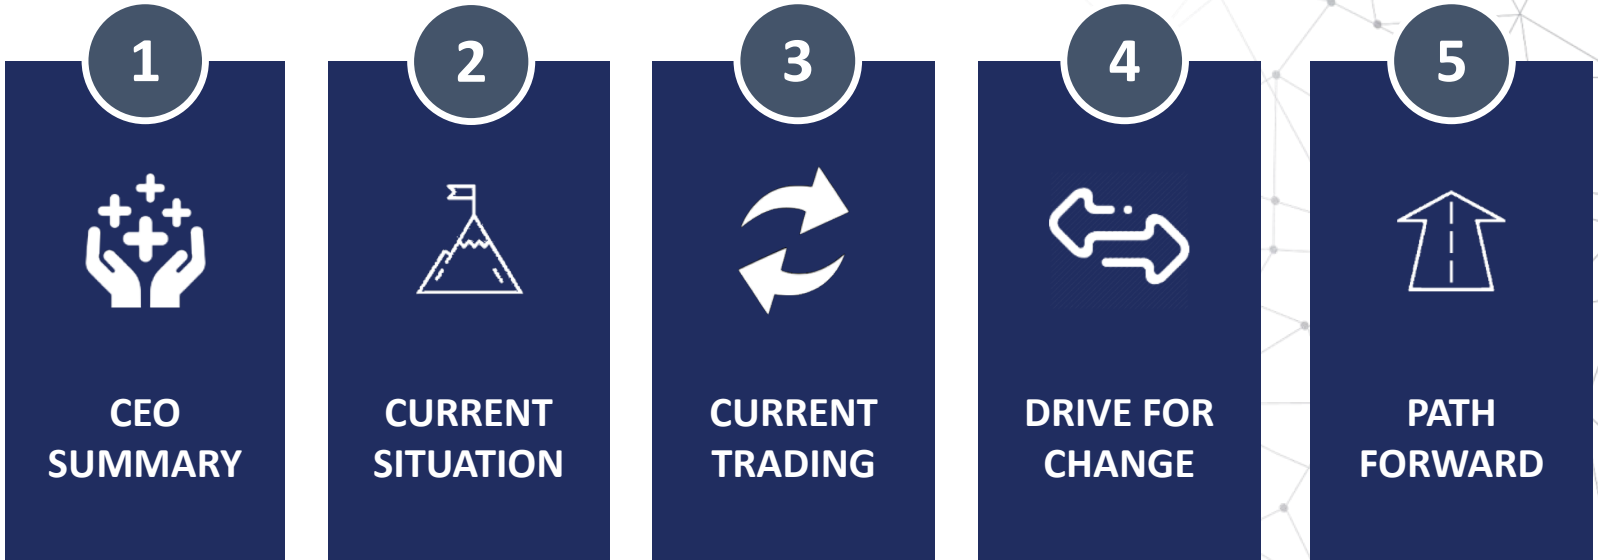 1
CEO
SUMMARY
2
CURRENT
SITUATION
3
CURRENT
TRADING
4
DRIVE FOR
CHANGE
5
PATH
FORWARD